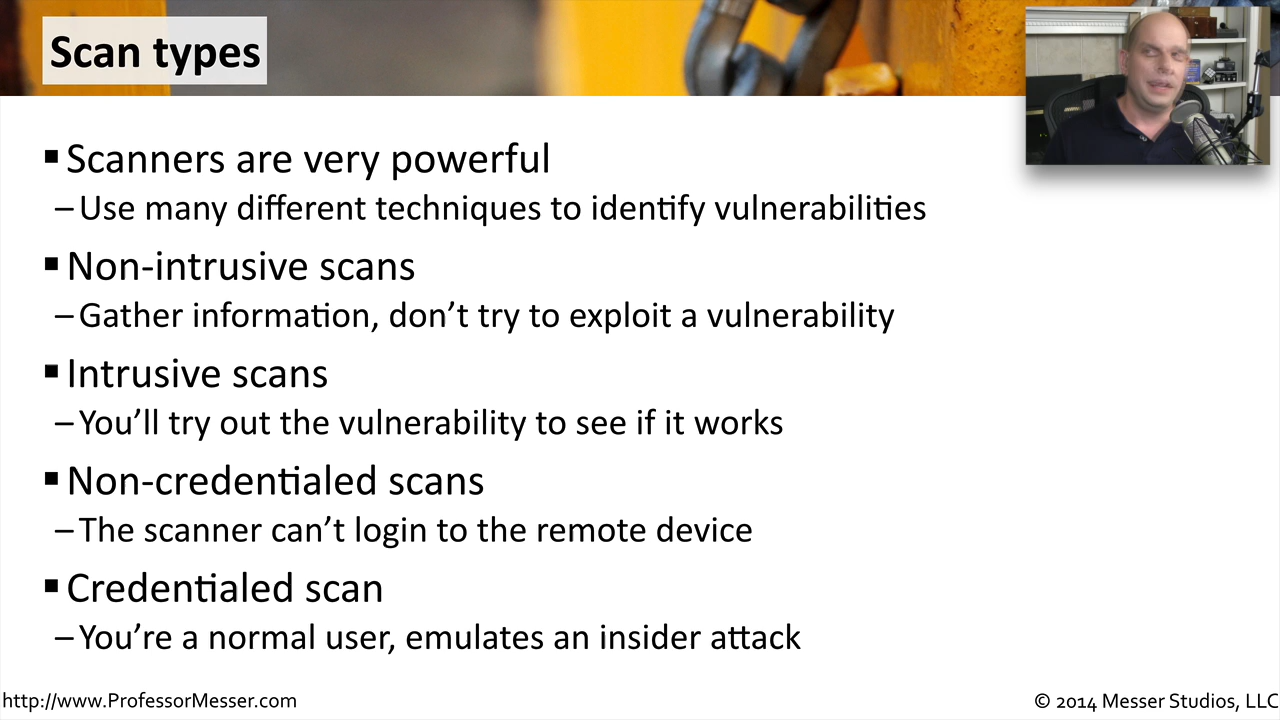 Scan types
▪ Scanners are very powerful
– Use many different techniques to identify vulnerabilities
▪ Non-intrusive scans
– Gather information, don’t try to exploit a vulnerability
▪ Intrusive scans
– You’ll try out the vulnerability to see if it works
▪ Non-credentialed scans
– The scanner can’t login to the remote device
▪ Credentialed scan
– You’re a normal user, emulates an insider attack
http://www.ProfessorMesser.com
© 2014 Messer Studios, LLC